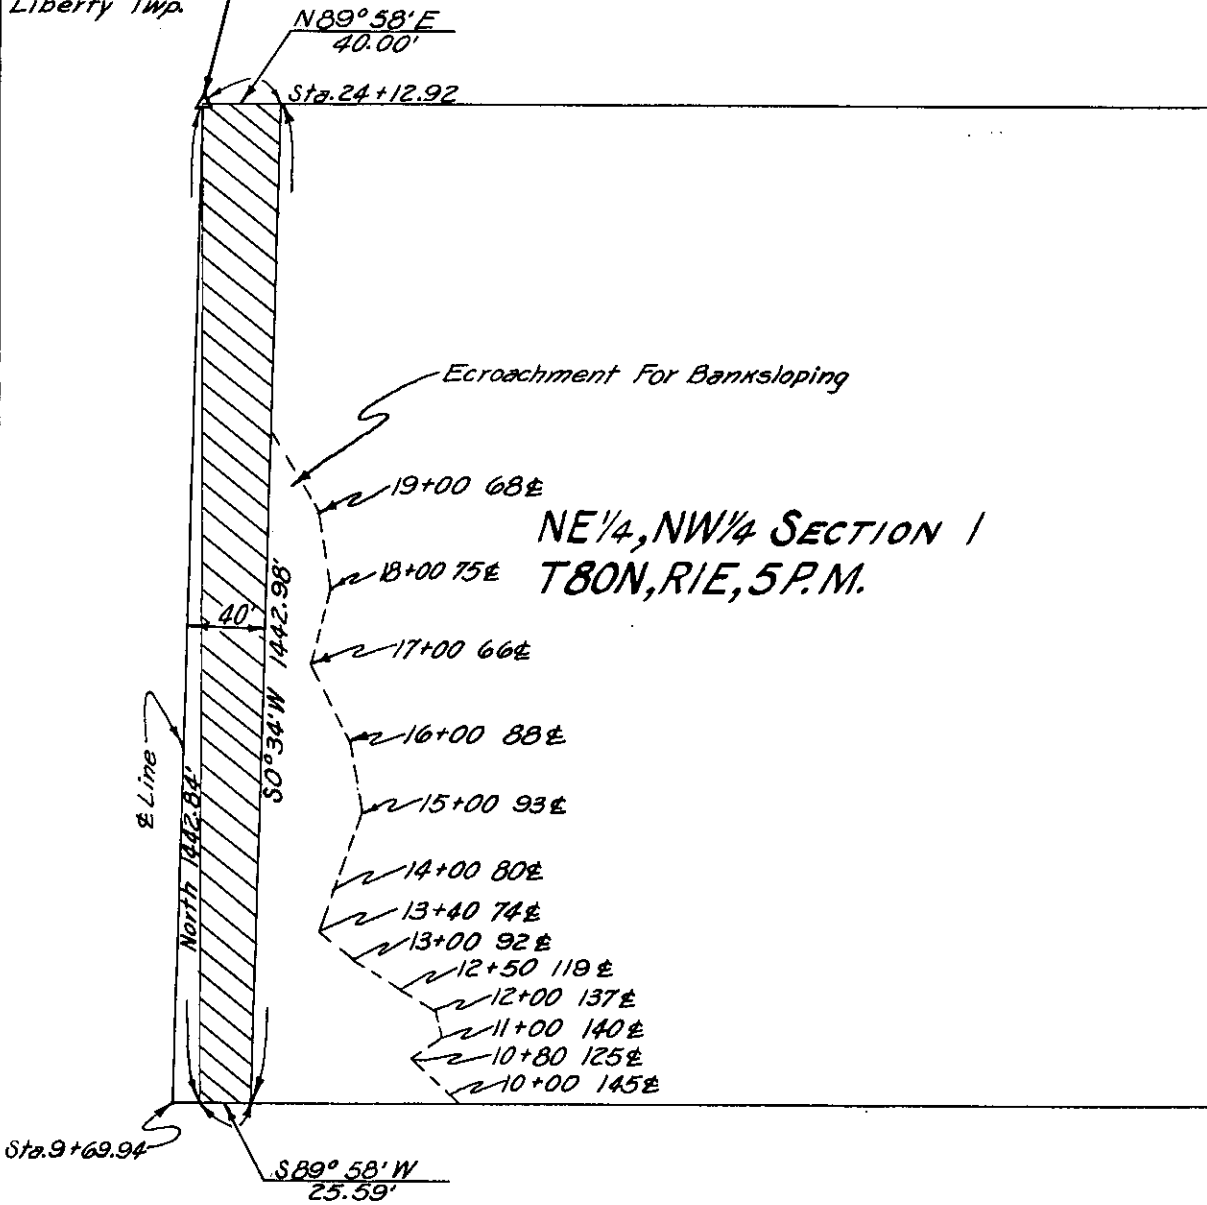 Liberty Twp.
N89°58'E
40.00'
Sta.24+12.92
Ecroachment For Banksloping
19+00 68℄
NE¼,NW¼ SECTION 1
18+00 75℄
T80N,R1E,5P.M.
40'
S0°34'W 1442.98'
17+00 66℄
16+00 88℄
℄ Line
North 1442.84'
15+00 93℄
14+00 80℄
13+40 74℄
13+00 92℄
12+50 119℄
12+00 137℄
11+00 140℄
10+80 125℄
10+00 145℄
Sta.9+69.94
S89°58'W
25.59'